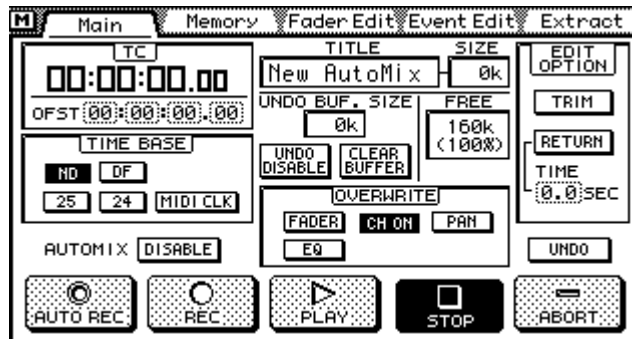 M Main Memory Fader Edit Event Edit Extract
TC
00:00:00.00
OFST 00:00:00.00
TIME BASE
ND DF
25 24 MIDI CLK
AUTOMIX DISABLE
TITLE SIZE
New AutoMix 0k
UNDO BUF. SIZE FREE
0k 160k
(100%)
UNDO DISABLE CLEAR BUFFER
OVERWRITE
FADER CH ON PAN
EQ
EDIT OPTION
TRIM
RETURN
TIME
0.0 SEC
UNDO
AUTO REC REC PLAY STOP ABORT